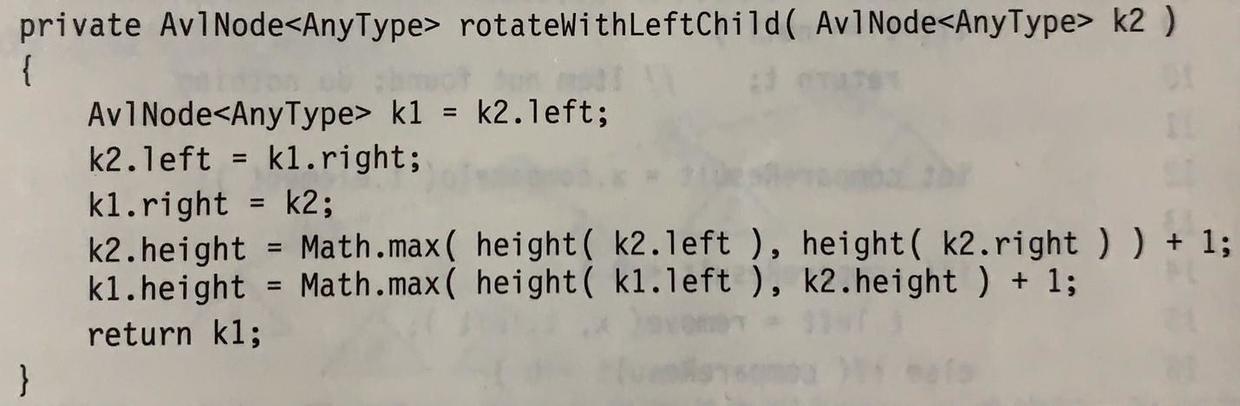 private AvlNode<AnyType> rotateWithLeftChild( AvlNode<AnyType> k2 )
{
    AvlNode<AnyType> k1 = k2.left;
    k2.left = k1.right;
    k1.right = k2;
    k2.height = Math.max( height( k2.left ), height( k2.right ) ) + 1;
    k1.height = Math.max( height( k1.left ), k2.height ) + 1;
    return k1;
}